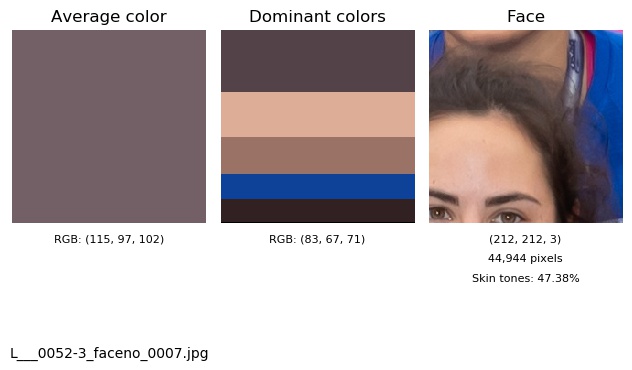 Average color
Dominant colors
Face
RGB: (115, 97, 102)
RGB: (83, 67, 71)
(212, 212, 3)
44,944 pixels
Skin tones: 47.38%
L___0052-3_faceno_0007.jpg